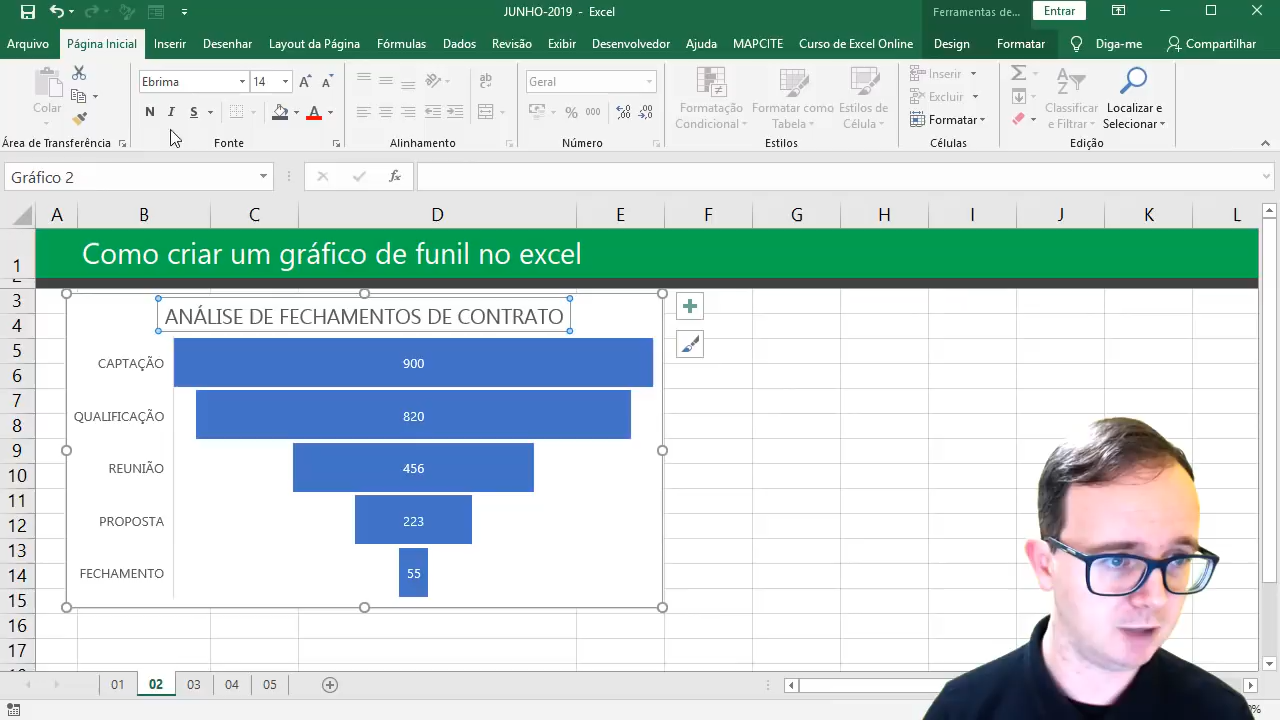 JUNHO-2019 - Excel
Ferramentas de...
Entrar
Arquivo
Página Inicial
Inserir
Desenhar
Layout da Página
Fórmulas
Dados
Revisão
Exibir
Desenvolvedor
Ajuda
MAPCITE
Curso de Excel Online
Design
Formatar
Diga-me
Compartilhar
Colar
Ebrima
14
N
I
S
ab
Geral
%
000
Formatação
Condicional
Formatar como
Tabela
Estilos de
Célula
Inserir
Excluir
Formatar
Classificar
e Filtrar
Localizar e
Selecionar
Área de Transferência
Fonte
Alinhamento
Número
Estilos
Células
Edição
Gráfico 2
fx
A B C D E F G H I J K L
1
Como criar um gráfico de funil no excel
2
3
4
5
6
7
8
9
10
11
12
13
14
15
16
17
ANÁLISE DE FECHAMENTOS DE CONTRATO
CAPTAÇÃO 900
QUALIFICAÇÃO 820
REUNIÃO 456
PROPOSTA 223
FECHAMENTO 55
01 02 03 04 05